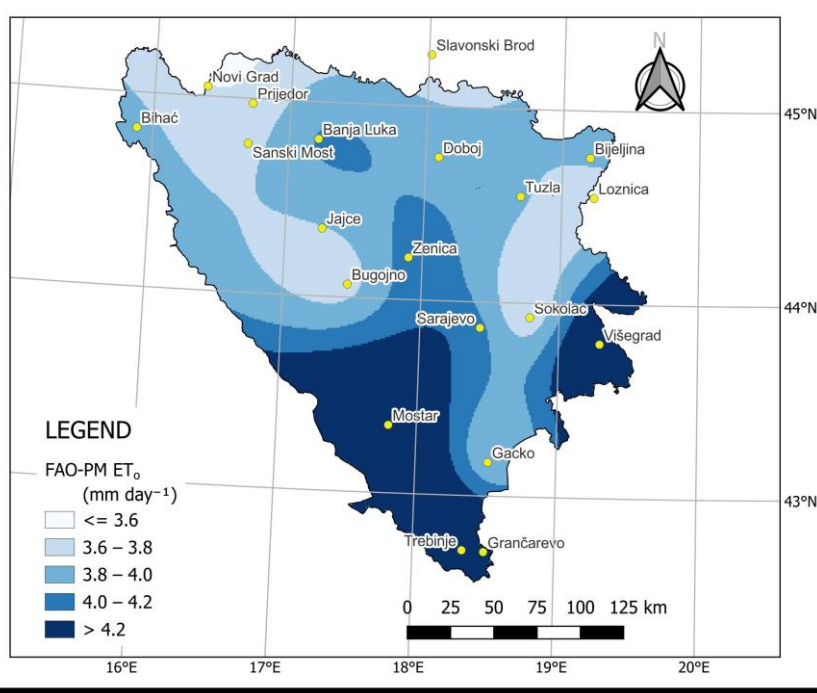 Slavonski Brod
N
Novi Grad
Prijedor
45°N
Bihać
Banja Luka
Sanski Most
Doboj
Bijeljina
Tuzla
Loznica
Jajce
Zenica
Bugojno
44°N
Sokolac
Sarajevo
Višegrad
Mostar
LEGEND
Gacko
FAO-PM ETₒ
(mm day⁻¹)
43°N
<= 3.6
3.6 – 3.8
3.8 – 4.0
4.0 – 4.2
> 4.2
Trebinje
Grančarevo
0 25 50 75 100 125 km
16°E 17°E 18°E 19°E 20°E